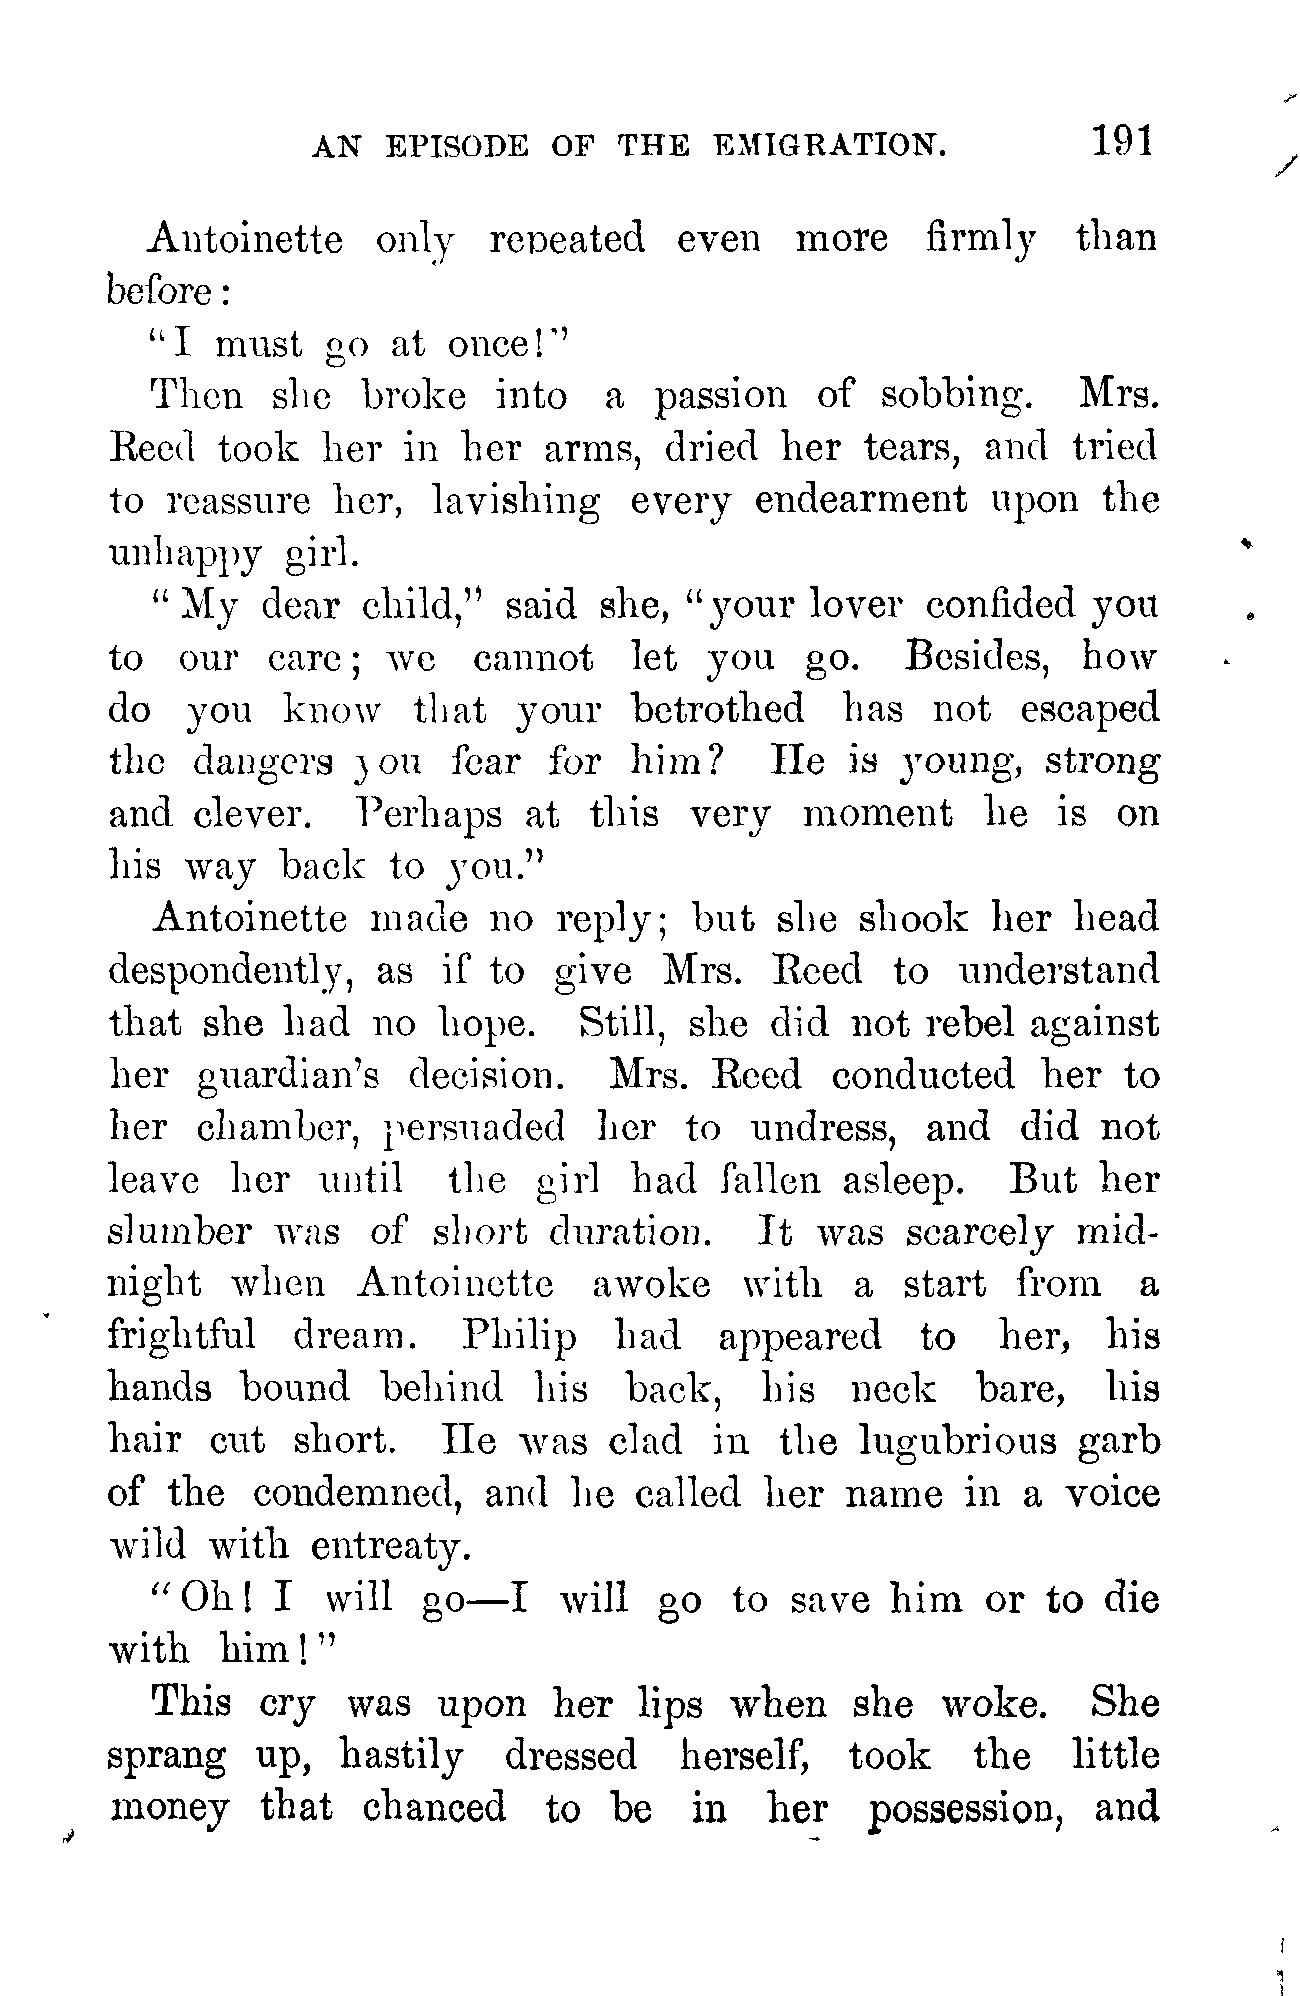 AN EPISODE OF THE EMIGRATION. 191
Antoinette only repeated even more firmly than
before:
"I must go at once!"
Then she broke into a passion of sobbing. Mrs.
Reed took her in her arms, dried her tears, and tried
to reassure her, lavishing every endearment upon the
unhappy girl.
"My dear child," said she, "your lover confided you
to our care; we cannot let you go. Besides, how
do you know that your betrothed has not escaped
the dangers you fear for him? He is young, strong
and clever. Perhaps at this very moment he is on
his way back to you."
Antoinette made no reply; but she shook her head
despondently, as if to give Mrs. Reed to understand
that she had no hope. Still, she did not rebel against
her guardian's decision. Mrs. Reed conducted her to
her chamber, persuaded her to undress, and did not
leave her until the girl had fallen asleep. But her
slumber was of short duration. It was scarcely mid-
night when Antoinette awoke with a start from a
frightful dream. Philip had appeared to her, his
hands bound behind his back, his neck bare, his
hair cut short. He was clad in the lugubrious garb
of the condemned, and he called her name in a voice
wild with entreaty.
"Oh! I will go—I will go to save him or to die
with him!"
This cry was upon her lips when she woke. She
sprang up, hastily dressed herself, took the little
money that chanced to be in her possession, and